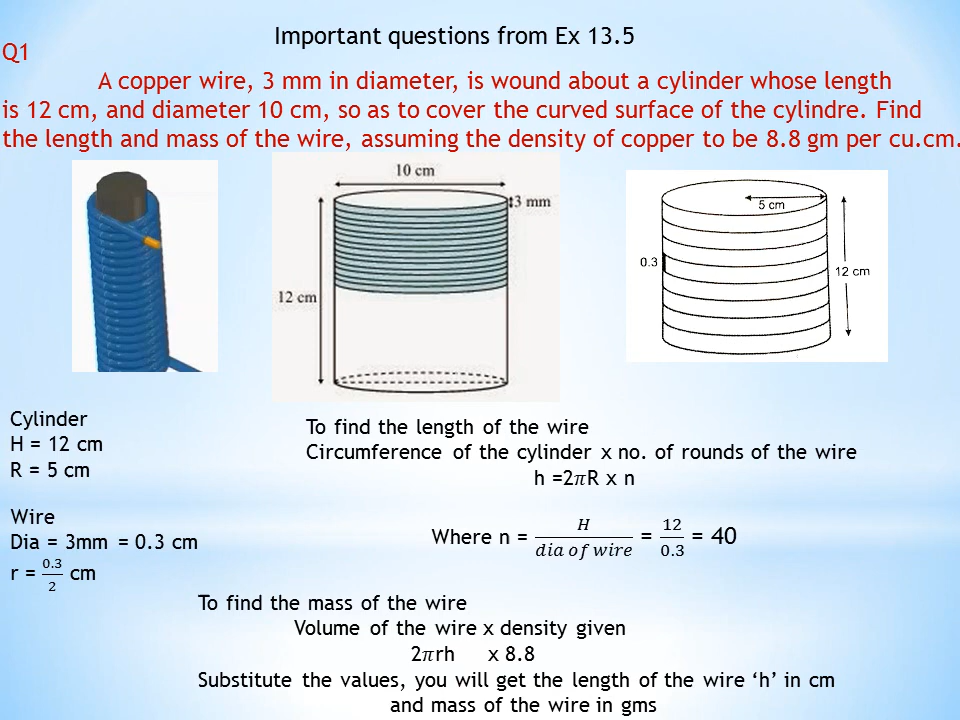 Important questions from Ex 13.5
Q1
A copper wire, 3 mm in diameter, is wound about a cylinder whose length
is 12 cm, and diameter 10 cm, so as to cover the curved surface of the cylindre. Find
the length and mass of the wire, assuming the density of copper to be 8.8 gm per cu.cm.
10 cm
3 mm
12 cm
5 cm
0.3
12 cm
Cylinder
H = 12 cm
R = 5 cm
Wire
Dia = 3mm = 0.3 cm
r = 0.3/2 cm
To find the length of the wire
Circumference of the cylinder x no. of rounds of the wire
h =2𝜋R x n
Where n = H/dia of wire = 12/0.3 = 40
To find the mass of the wire
Volume of the wire x density given
2𝜋rh x 8.8
Substitute the values, you will get the length of the wire ‘h’ in cm
and mass of the wire in gms